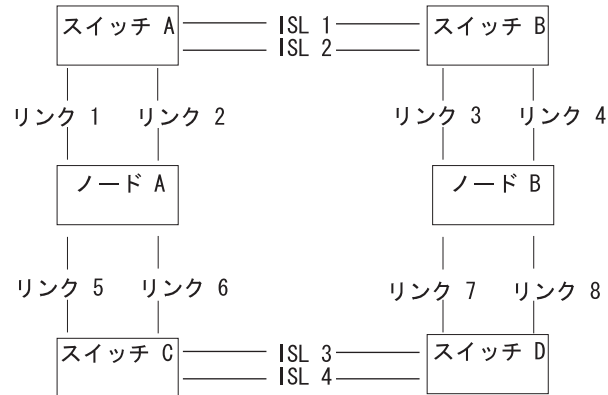 スイッチ A
ISL 1
スイッチ B
ISL 2
リンク 1
リンク 2
リンク 3
リンク 4
ノード A
ノード B
リンク 5
リンク 6
リンク 7
リンク 8
スイッチ C
ISL 3
スイッチ D
ISL 4